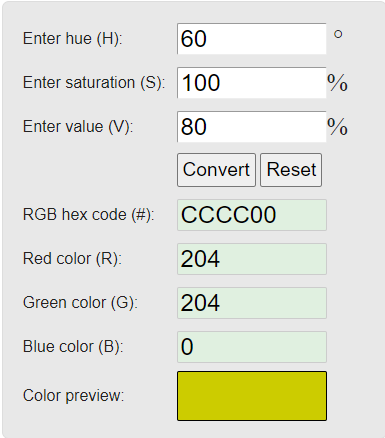 Enter hue (H): 60 °
Enter saturation (S): 100 %
Enter value (V): 80 %
Convert Reset
RGB hex code (#): CCCC00
Red color (R): 204
Green color (G): 204
Blue color (B): 0
Color preview: